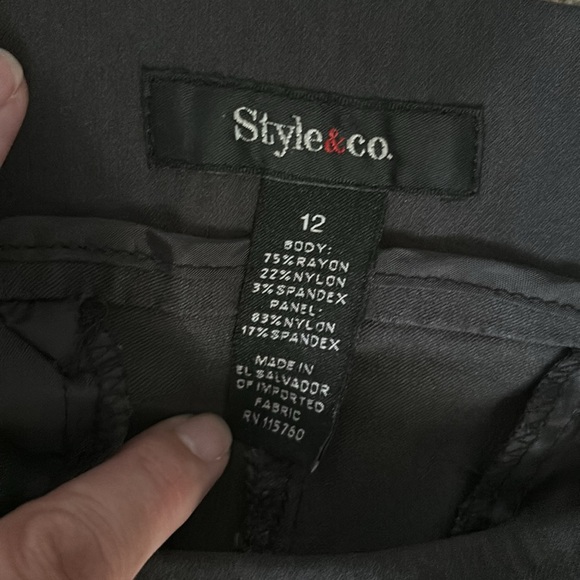 Style&co.
12
BODY:
75%RAYON
22%NYLON
3%SPANDEX
PANEL:
83%NYLON
17%SPANDEX
MADE IN
EL SALVADOR
OF IMPORTED
FABRIC
RN 115760